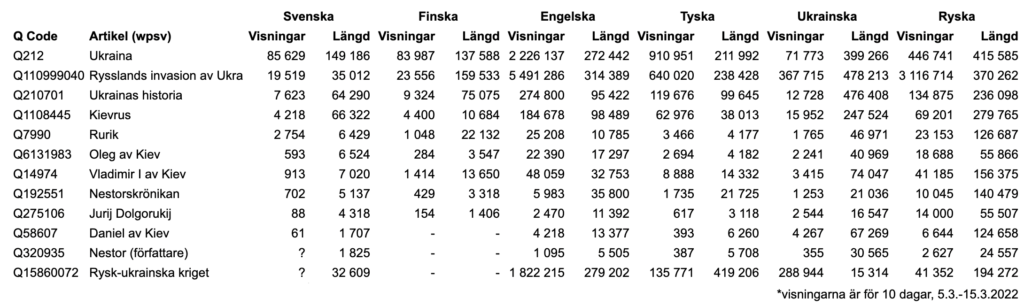 Svenska Finska Engelska Tyska Ukrainska Ryska
Q Code Artikel (wpsv) Visningar Längd Visningar Längd Visningar Längd Visningar Längd Visningar Längd Visningar Längd
Q212 Ukraina 85 629 149 186 83 987 137 588 2 226 137 272 442 910 951 211 992 71 773 399 266 446 741 415 585
Q110999040 Rysslands invasion av Ukra 19 519 35 012 23 556 159 533 5 491 286 314 389 640 020 238 428 367 715 478 213 3 116 714 370 262
Q210701 Ukrainas historia 7 623 64 290 9 324 75 075 274 800 95 422 119 676 99 645 12 728 476 408 134 875 236 098
Q1108445 Kievrus 4 218 66 322 4 400 10 684 184 678 98 489 62 976 38 013 15 952 247 524 69 201 279 765
Q7990 Rurik 2 754 6 429 1 048 22 132 25 208 10 785 3 466 4 177 1 765 46 971 23 153 126 687
Q6131983 Oleg av Kiev 593 6 524 284 3 547 22 390 17 297 2 694 4 182 2 241 40 969 18 688 55 866
Q14974 Vladimir I av Kiev 913 7 020 1 414 13 650 48 059 32 753 8 888 14 332 3 415 74 047 41 185 156 375
Q192551 Nestorskrönikan 702 5 137 429 3 318 5 983 35 800 1 735 21 725 1 253 21 036 10 045 140 479
Q275106 Jurij Dolgorukij 88 4 318 154 1 406 2 470 11 392 617 3 118 2 544 16 547 14 000 55 507
Q58607 Daniel av Kiev 61 1 707 - - 4 218 13 377 393 6 260 4 267 67 269 6 644 124 658
Q320935 Nestor (författare) ? 1 825 - - 1 095 5 505 387 5 708 355 30 565 2 627 24 557
Q15860072 Rysk-ukrainska kriget ? 32 609 - - 1 822 215 279 202 135 771 419 206 288 944 15 314 41 352 194 272
*visningarna är för 10 dagar, 5.3.-15.3.2022